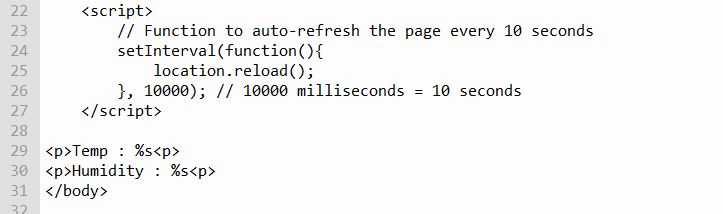 22    <script>
23        // Function to auto-refresh the page every 10 seconds
24        setInterval(function(){
25            location.reload();
26        }, 10000); // 10000 milliseconds = 10 seconds
27    </script>
28
29 <p>Temp : %s<p>
30 <p>Humidity : %s<p>
31 </body>
32